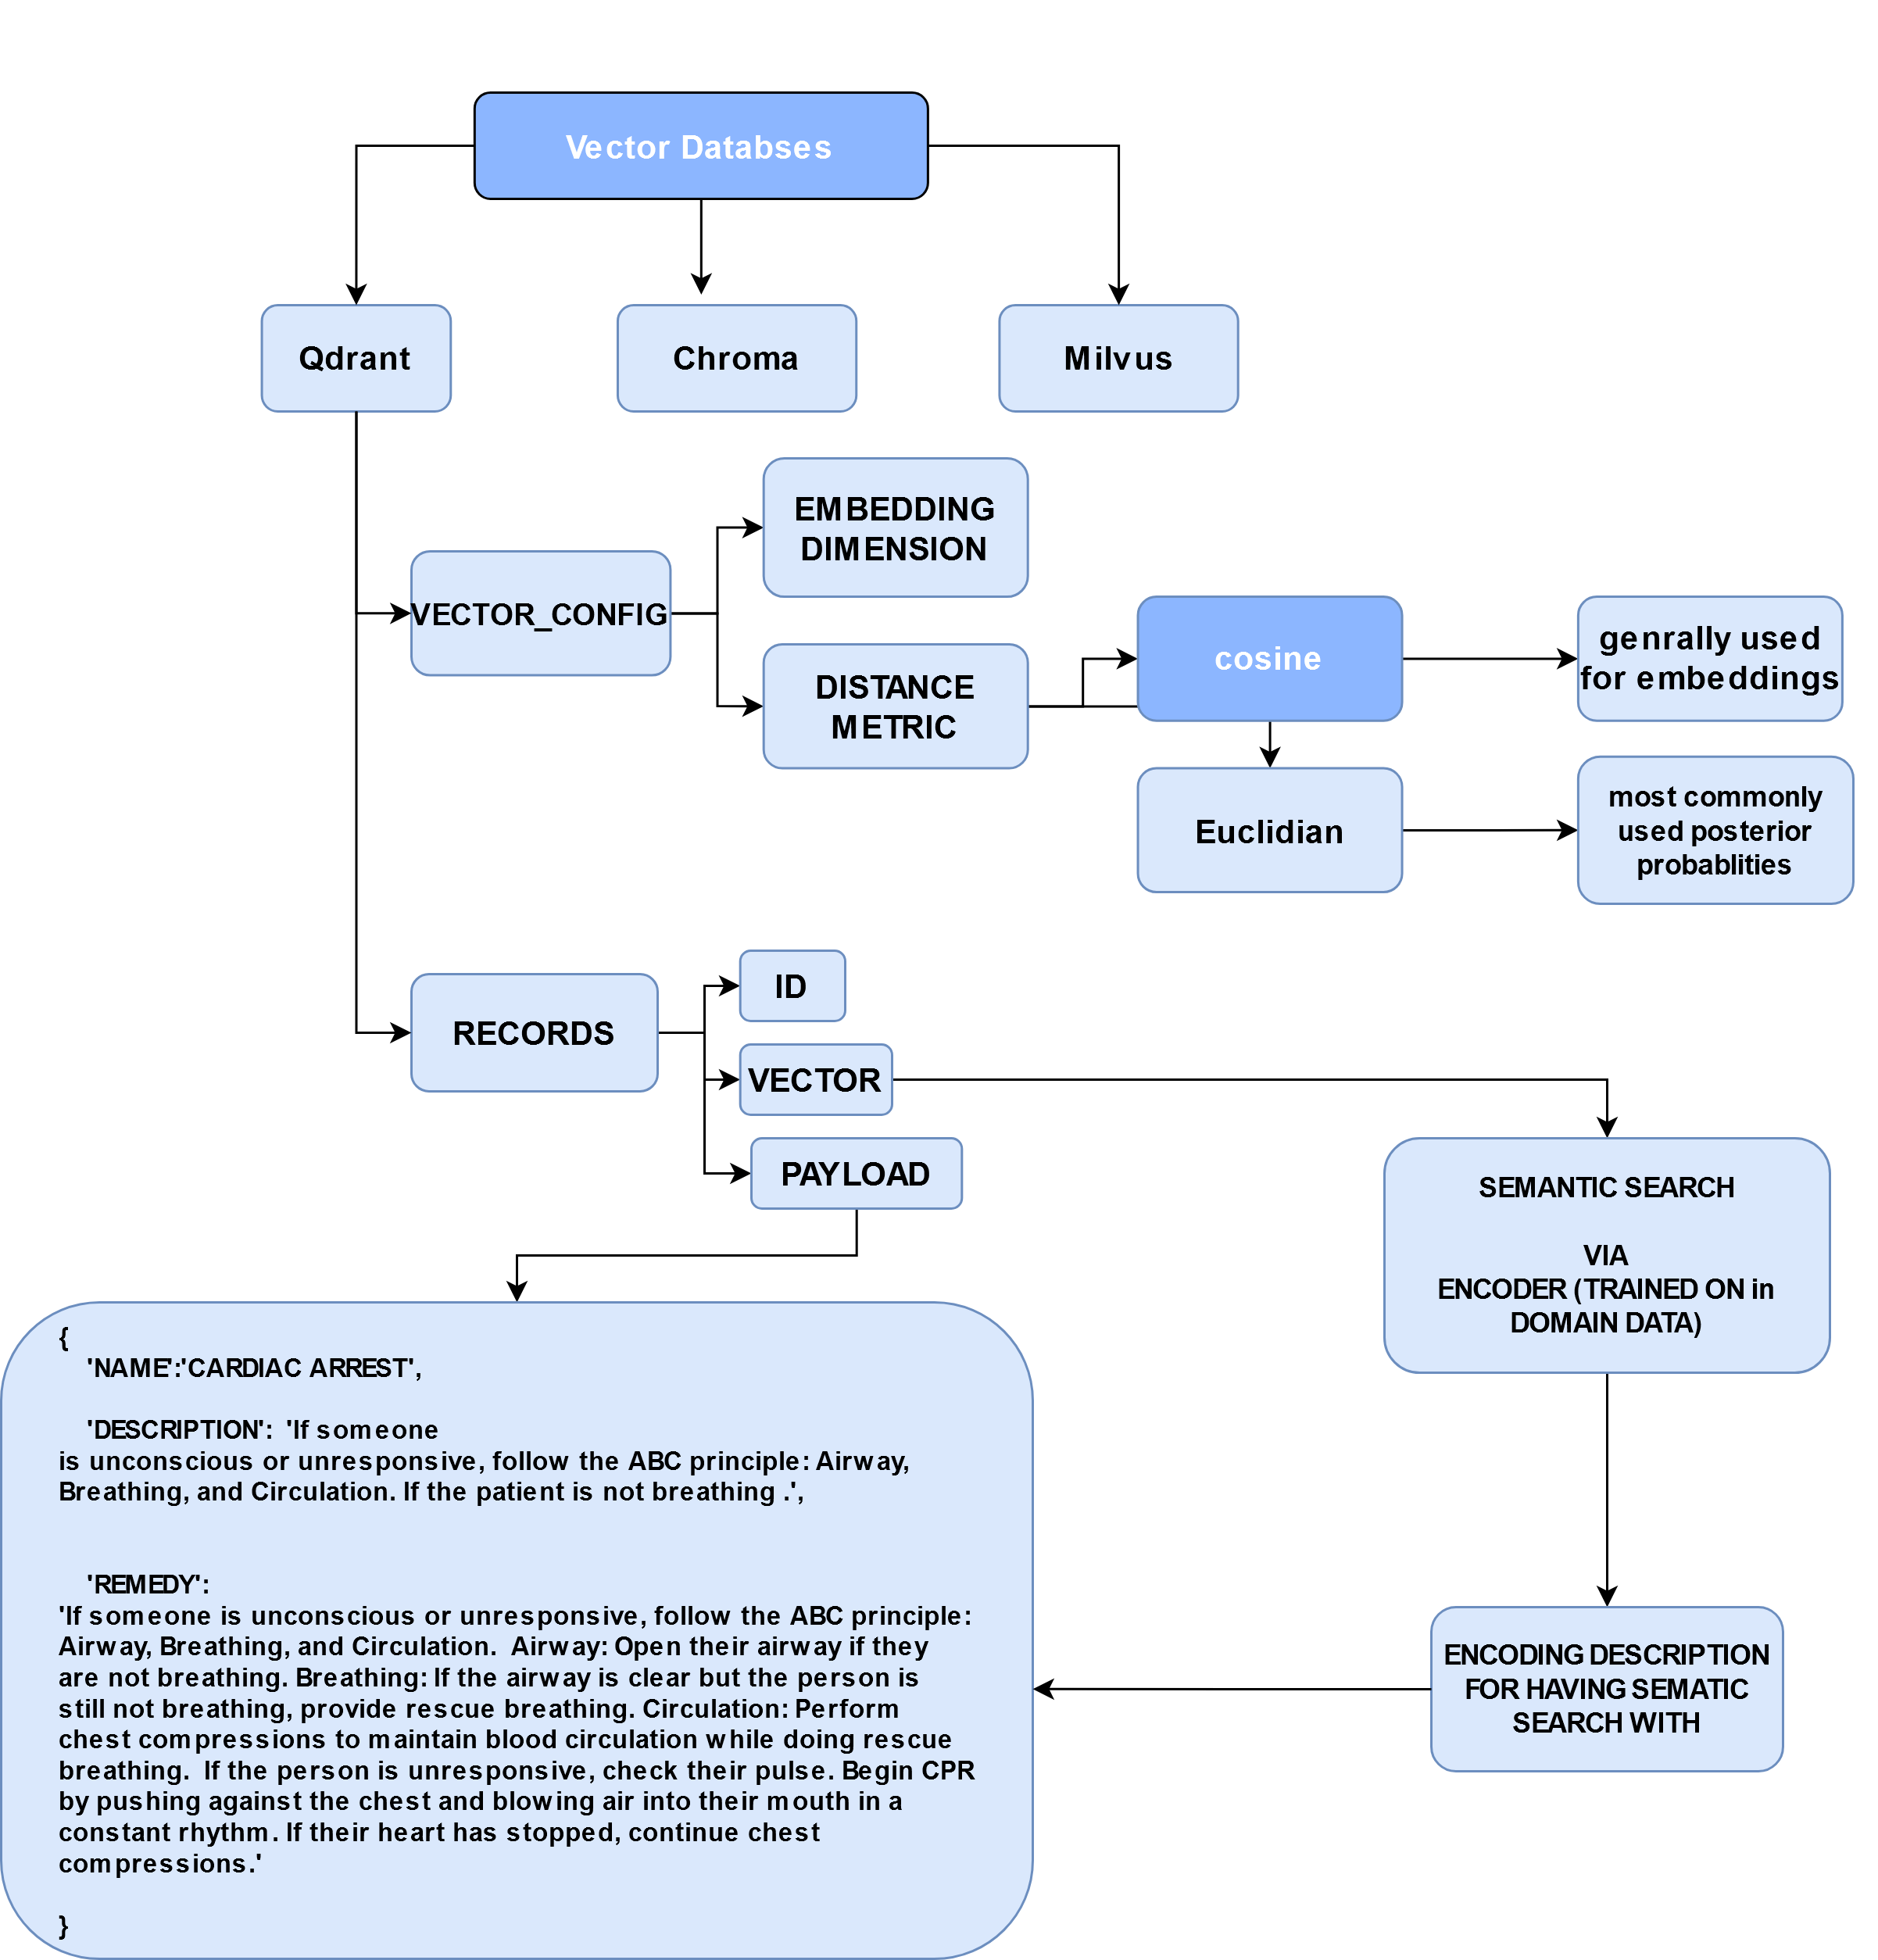 Vector Databses
Qdrant
Chroma
Milvus
EMBEDDING
DIMENSION
VECTOR_CONFIG
DISTANCE
METRIC
cosine
genrally used
for embeddings
Euclidian
most commonly
used posterior
probablities
RECORDS
ID
VECTOR
PAYLOAD
SEMANTIC SEARCH
VIA
ENCODER (TRAINED ON in
DOMAIN DATA)
{
'NAME':'CARDIAC ARREST',
'DESCRIPTION':  'If someone
is unconscious or unresponsive, follow the ABC principle: Airway,
Breathing, and Circulation. If the patient is not breathing .',
'REMEDY':
'If someone is unconscious or unresponsive, follow the ABC principle:
Airway, Breathing, and Circulation.  Airway: Open their airway if they
are not breathing. Breathing: If the airway is clear but the person is
still not breathing, provide rescue breathing. Circulation: Perform
chest compressions to maintain blood circulation while doing rescue
breathing.  If the person is unresponsive, check their pulse. Begin CPR
by pushing against the chest and blowing air into their mouth in a
constant rhythm. If their heart has stopped, continue chest
compressions.'
}
ENCODING DESCRIPTION
FOR HAVING SEMATIC
SEARCH WITH